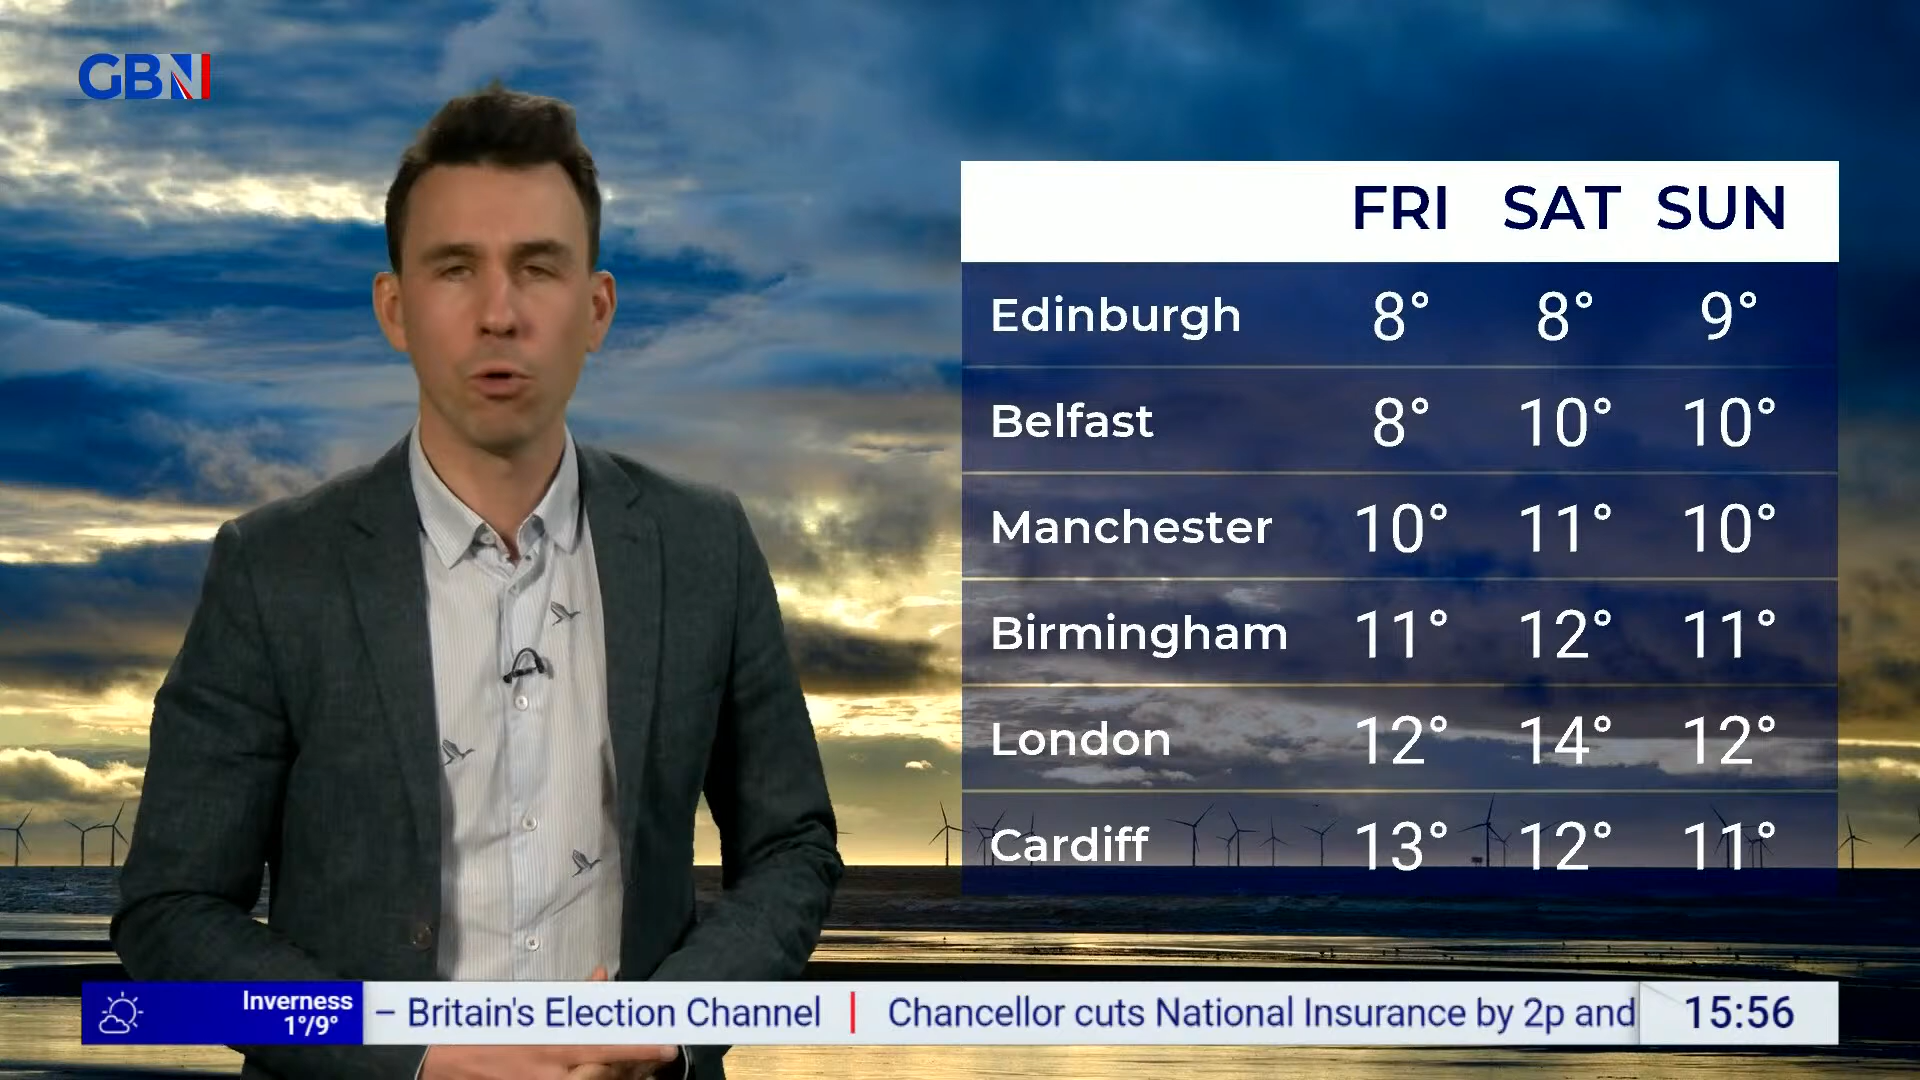 GBN
FRI SAT SUN
Edinburgh 8° 8° 9°
Belfast 8° 10° 10°
Manchester 10° 11° 10°
Birmingham 11° 12° 11°
London 12° 14° 12°
Cardiff 13° 12° 11°
Inverness
1°/9°
– Britain's Election Channel | Chancellor cuts National Insurance by 2p and
15:56